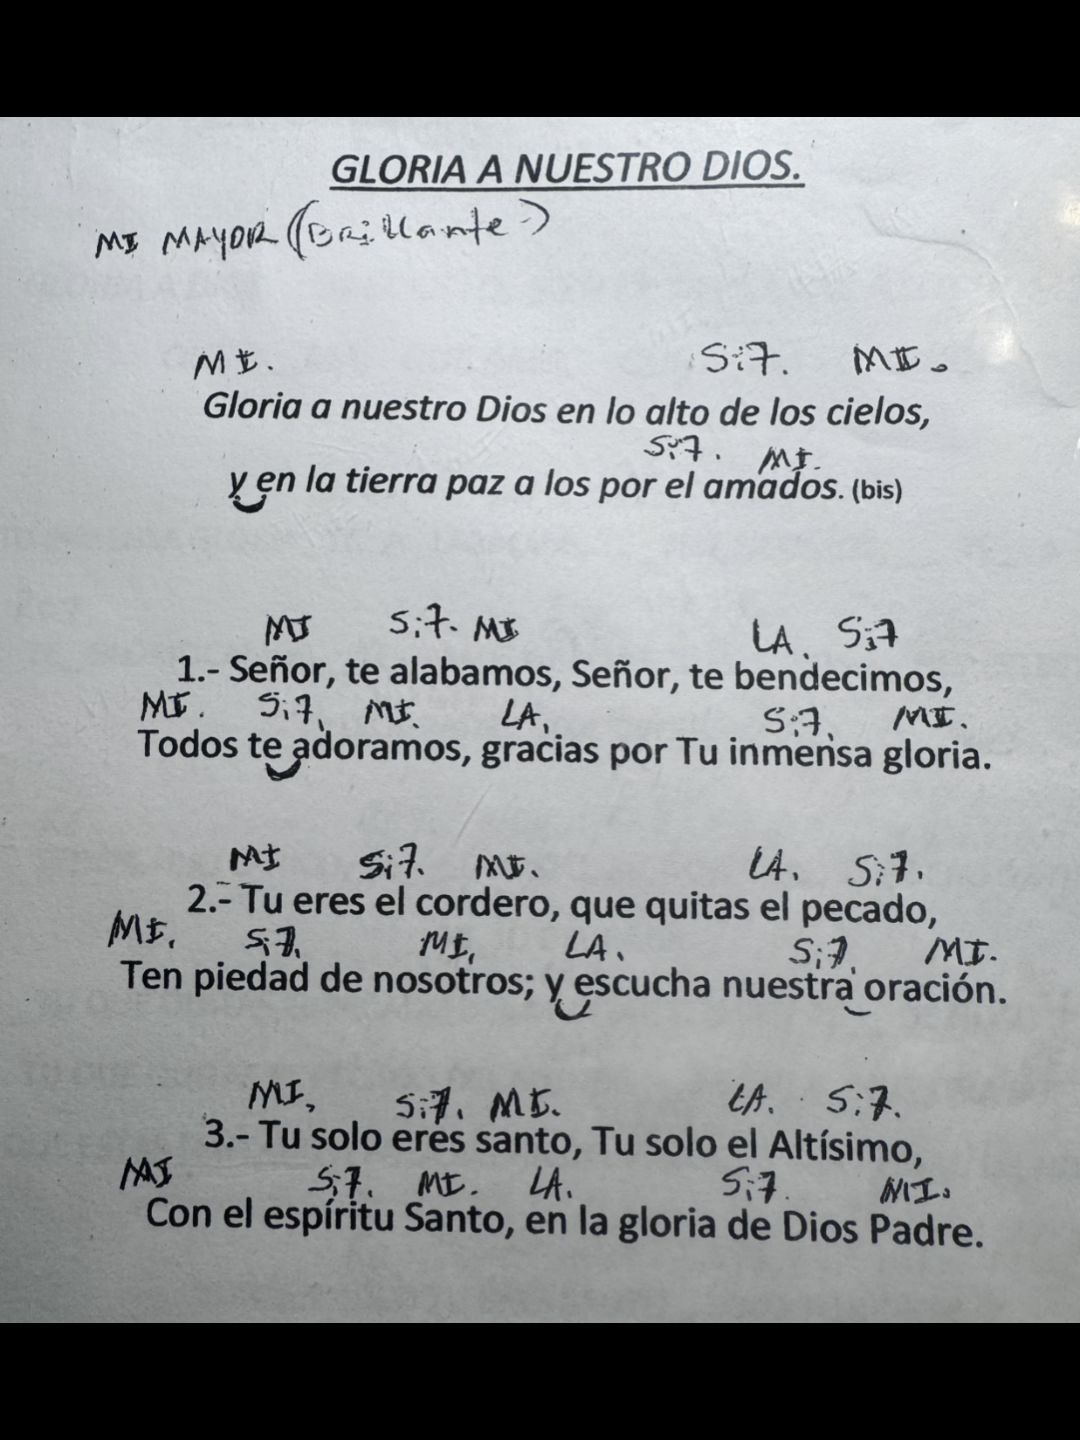 GLORIA A NUESTRO DIOS.
MI MAYOR (Brillante)
MI. Si7. MI.
Gloria a nuestro Dios en lo alto de los cielos,
Si7. MI.
y en la tierra paz a los por el amados. (bis)
MI Si7. MI LA. Si7
1.- Señor, te alabamos, Señor, te bendecimos,
MI. Si7. MI. LA. Si7. MI.
Todos te adoramos, gracias por Tu inmensa gloria.
MI Si7. MI. LA. Si7.
2.- Tu eres el cordero, que quitas el pecado,
MI. Si7. MI, LA. Si7. MI.
Ten piedad de nosotros; y escucha nuestra oración.
MI, Si7. MI. LA. Si7.
3.- Tu solo eres santo, Tu solo el Altísimo,
MI Si7. MI. LA. Si7. MI.
Con el espíritu Santo, en la gloria de Dios Padre.